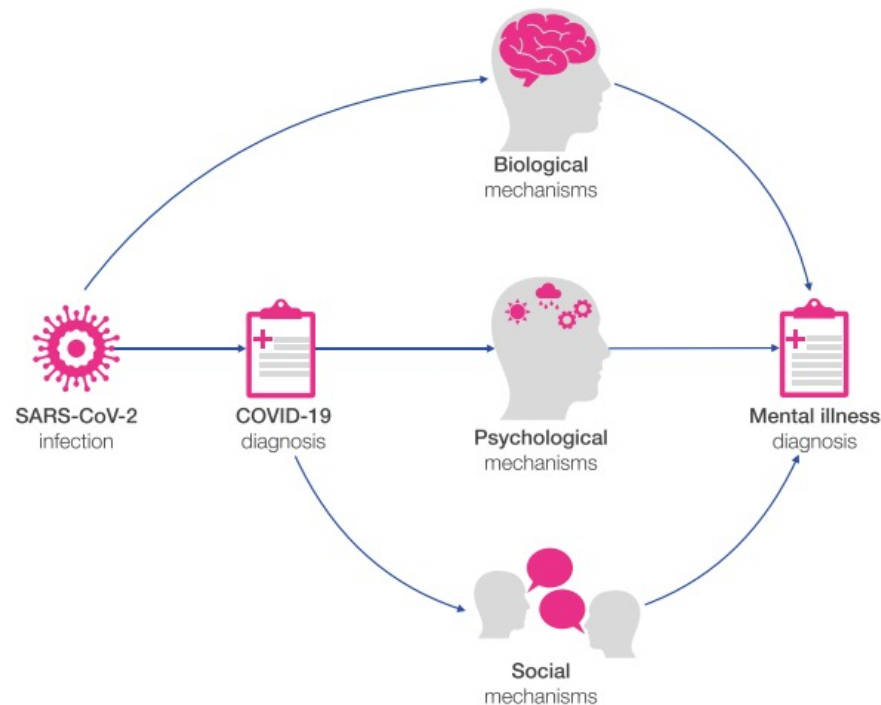 Biological
mechanisms
SARS-CoV-2
infection
COVID-19
diagnosis
Psychological
mechanisms
Mental illness
diagnosis
Social
mechanisms